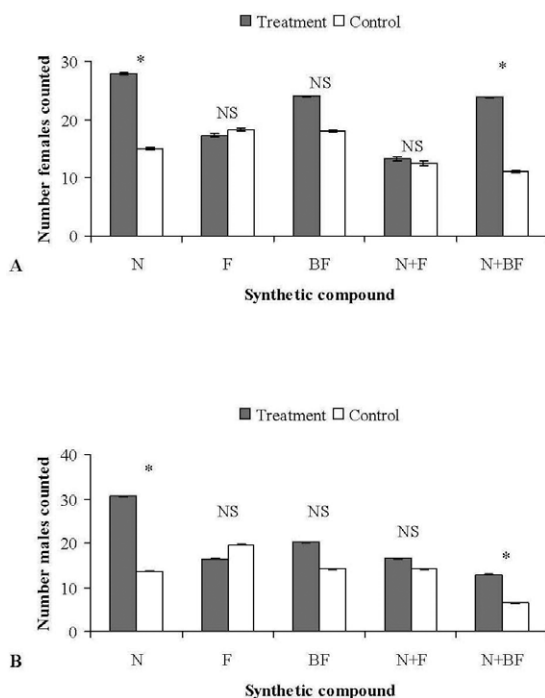 Treatment Control
Number females counted
30
20
10
0
* NS NS NS *
A
N F BF N+F N+BF
Synthetic compound
Treatment Control
Number males counted
40
30
20
10
0
* NS NS NS *
B
N F BF N+F N+BF
Synthetic compound